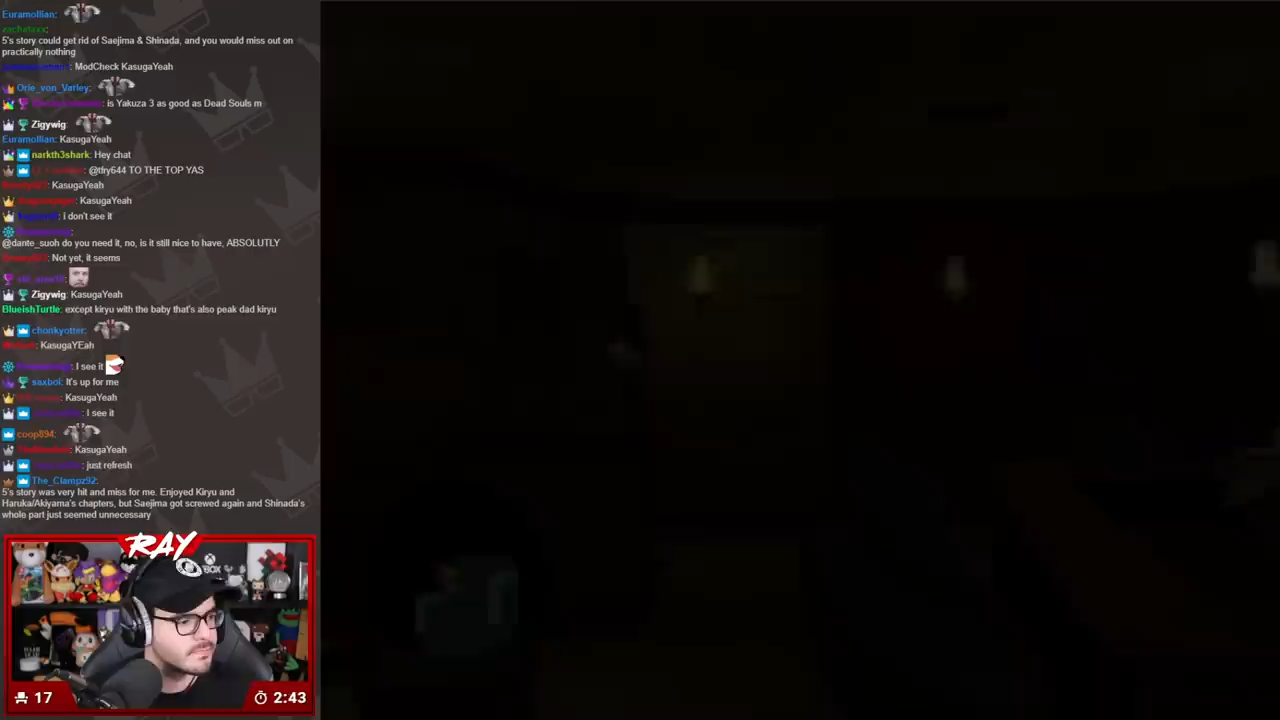 Euramollian:
5's story could get rid of Saejima & Shinada, and you would miss out on
practically nothing
ModCheck KasugaYeah
Orie_von_Varley:
is Yakuza 3 as good as Dead Souls m
Zigywig:
Euramollian: KasugaYeah
narkth3shark: Hey chat
@tfry644 TO THE TOP YAS
KasugaYeah
KasugaYeah
i don't see it
@dante_suoh do you need it, no, is it still nice to have, ABSOLUTLY
Not yet, it seems
Zigywig: KasugaYeah
BlueishTurtle: except kiryu with the baby that's also peak dad kiryu
chonkyotter:
KasugaYEah
I see it
saxboi: It's up for me
KasugaYeah
I see it
coop894:
KasugaYeah
just refresh
The_Clampz92:
5's story was very hit and miss for me. Enjoyed Kiryu and
Haruka/Akiyama's chapters, but Saejima got screwed again and Shinada's
whole part just seemed unnecessary
RAY
XBOX
17
2:43